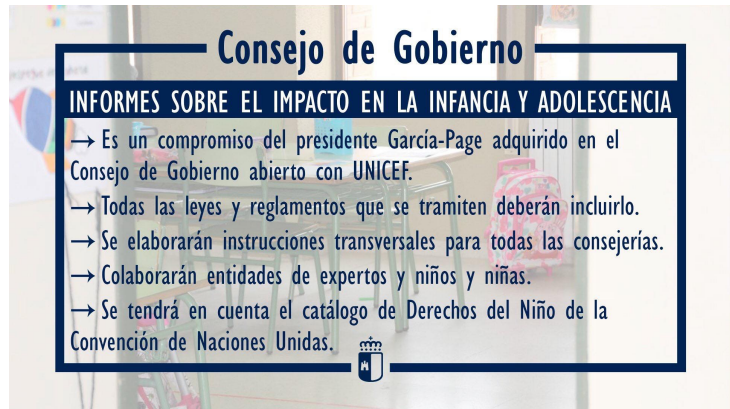 Consejo de Gobierno
INFORMES SOBRE EL IMPACTO EN LA INFANCIA Y ADOLESCENCIA
→ Es un compromiso del presidente García-Page adquirido en el
Consejo de Gobierno abierto con UNICEF.
→ Todas las leyes y reglamentos que se tramiten deberán incluirlo.
→ Se elaborarán instrucciones transversales para todas las consejerías.
→ Colaborarán entidades de expertos y niños y niñas.
→ Se tendrá en cuenta el catálogo de Derechos del Niño de la
Convención de Naciones Unidas.